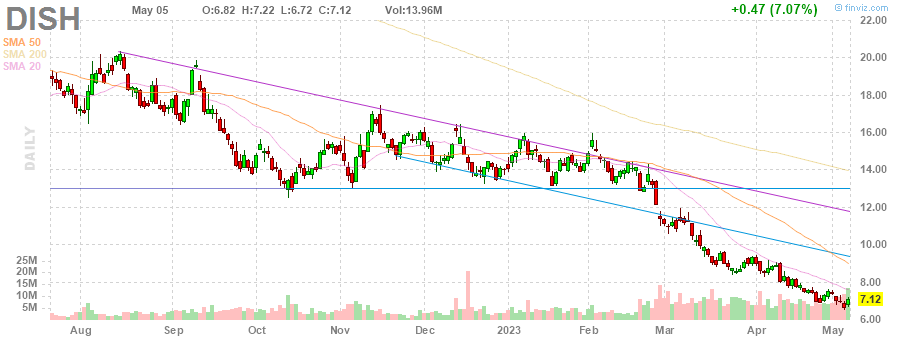 DISH
May 05 O:6.82 H:7.22 L:6.72 C:7.12 Vol:13.96M +0.47 (7.07%) @ finviz.com
SMA 50
SMA 200
SMA 20
DAILY
22.00
20.00
18.00
16.00
14.00
13.00
12.00
10.00
8.00
7.12
6.00
25M
20M
15M
10M
5M
Aug Sep Oct Nov Dec 2023 Feb Mar Apr May